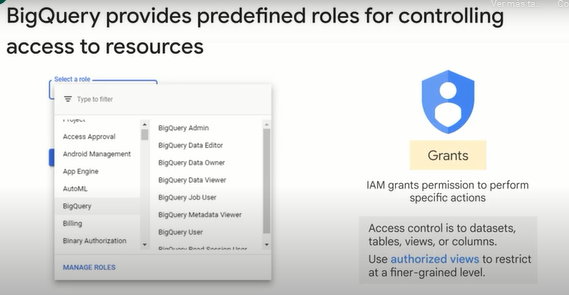 Ver más ta
Co
BigQuery provides predefined roles for controlling
access to resources
Select a role
Type to filter
Project
Access Approval
Android Management
App Engine
AutoML
BigQuery
Billing
Binary Authorization
BigQuery Admin
BigQuery Data Editor
BigQuery Data Owner
BigQuery Data Viewer
BigQuery Job User
BigQuery Metadata Viewer
BigQuery User
BigQuery Read Session User
MANAGE ROLES
Grants
IAM grants permission to perform
specific actions
Access control is to datasets,
tables, views, or columns.
Use authorized views to restrict
at a finer-grained level.